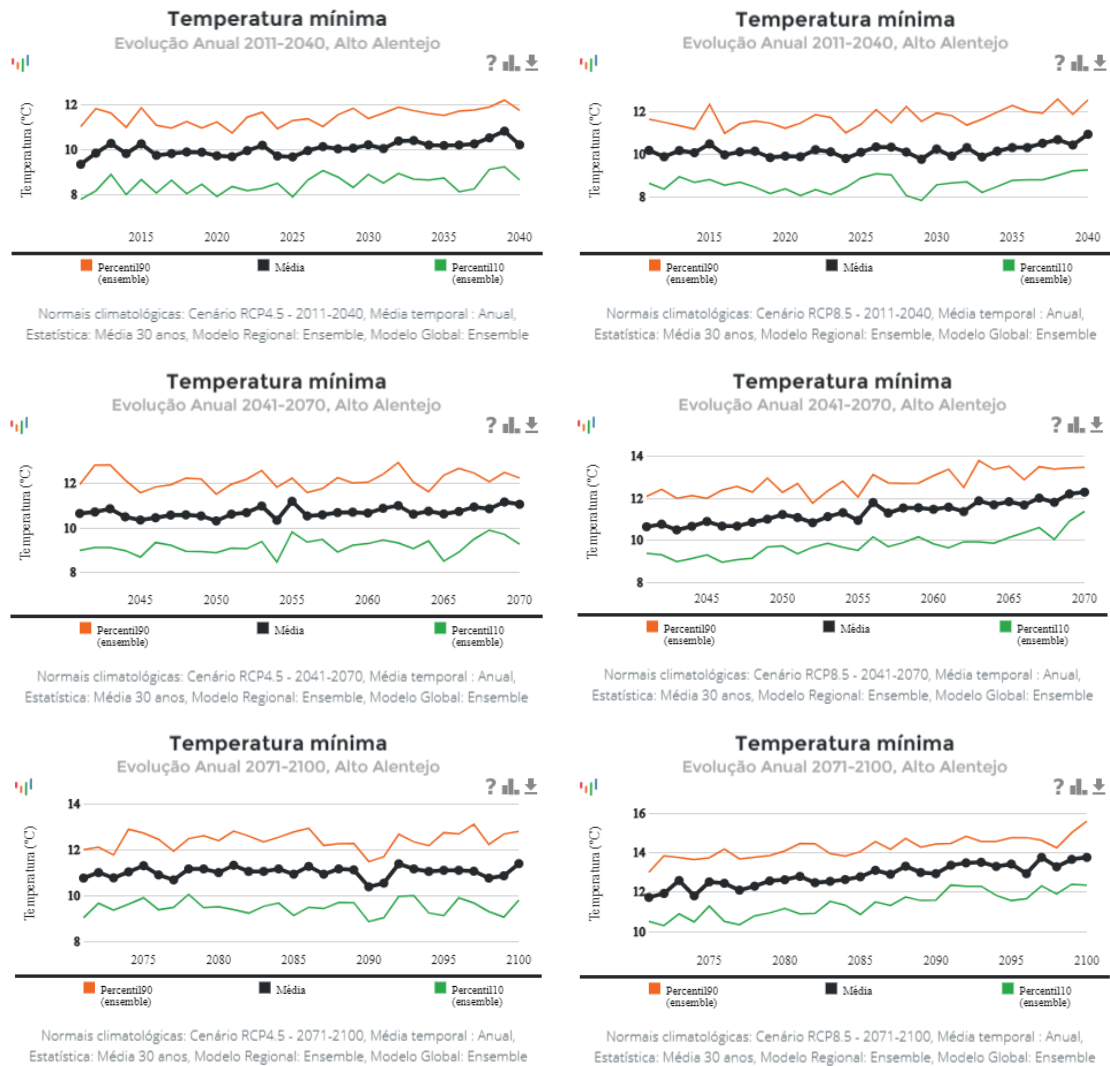 Temperatura mínima
Evolução Anual 2011-2040, Alto Alentejo
?
Temperatura (°C)
12
10
8
2015 2020 2025 2030 2035 2040
Percentil90 (ensemble) Média Percentil10 (ensemble)
Normais climatológicas: Cenário RCP4.5 - 2011-2040, Média temporal : Anual,
Estatística: Média 30 anos, Modelo Regional: Ensemble, Modelo Global: Ensemble
Temperatura mínima
Evolução Anual 2011-2040, Alto Alentejo
?
Temperatura (°C)
12
10
8
2015 2020 2025 2030 2035 2040
Percentil90 (ensemble) Média Percentil10 (ensemble)
Normais climatológicas: Cenário RCP8.5 - 2011-2040, Média temporal : Anual,
Estatística: Média 30 anos, Modelo Regional: Ensemble, Modelo Global: Ensemble
Temperatura mínima
Evolução Anual 2041-2070, Alto Alentejo
?
Temperatura (°C)
12
10
8
2045 2050 2055 2060 2065 2070
Percentil90 (ensemble) Média Percentil10 (ensemble)
Normais climatológicas: Cenário RCP4.5 - 2041-2070, Média temporal : Anual,
Estatística: Média 30 anos, Modelo Regional: Ensemble, Modelo Global: Ensemble
Temperatura mínima
Evolução Anual 2041-2070, Alto Alentejo
?
Temperatura (°C)
14
12
10
8
2045 2050 2055 2060 2065 2070
Percentil90 (ensemble) Média Percentil10 (ensemble)
Normais climatológicas: Cenário RCP8.5 - 2041-2070, Média temporal : Anual,
Estatística: Média 30 anos, Modelo Regional: Ensemble, Modelo Global: Ensemble
Temperatura mínima
Evolução Anual 2071-2100, Alto Alentejo
?
Temperatura (°C)
14
12
10
8
2075 2080 2085 2090 2095 2100
Percentil90 (ensemble) Média Percentil10 (ensemble)
Normais climatológicas: Cenário RCP4.5 - 2071-2100, Média temporal : Anual,
Estatística: Média 30 anos, Modelo Regional: Ensemble, Modelo Global: Ensemble
Temperatura mínima
Evolução Anual 2071-2100, Alto Alentejo
?
Temperatura (°C)
16
14
12
10
2075 2080 2085 2090 2095 2100
Percentil90 (ensemble) Média Percentil10 (ensemble)
Normais climatológicas: Cenário RCP8.5 - 2071-2100, Média temporal : Anual,
Estatística: Média 30 anos, Modelo Regional: Ensemble, Modelo Global: Ensemble